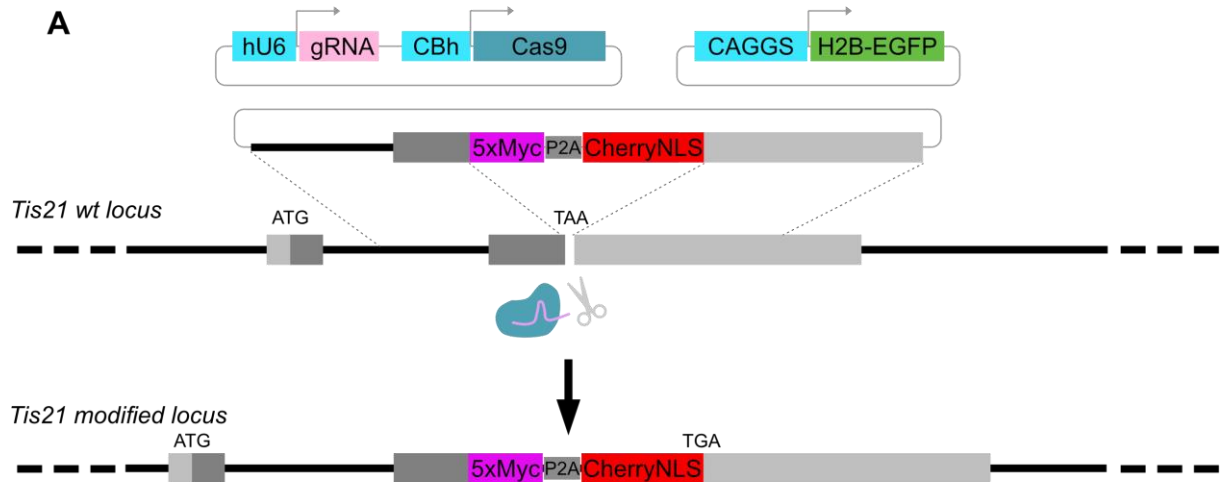 A
hU6 gRNA CBh Cas9 CAGGS H2B-EGFP
5xMyc P2A CherryNLS
Tis21 wt locus
ATG TAA
Tis21 modified locus
ATG TGA
5xMyc P2A CherryNLS